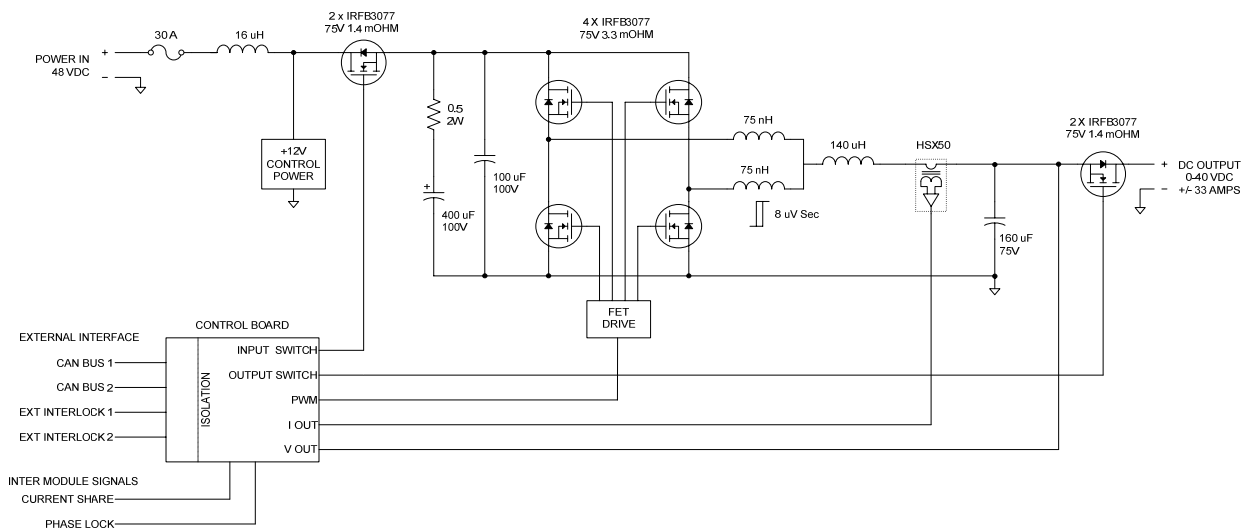 2 x IRFB3077
75V 1.4 mOHM
4 X IRFB3077
75V 3.3 mOHM
30 A
16 uH
POWER IN
48 VDC
+
–
+12V
CONTROL
POWER
0.5
2W
+
400 uF
100V
100 uF
100V
75 nH
75 nH
8 uV Sec
140 uH
HSX50
2 X IRFB3077
75V 1.4 mOHM
160 uF
75V
+
–
DC OUTPUT
0-40 VDC
+/- 33 AMPS
FET
DRIVE
CONTROL BOARD
EXTERNAL INTERFACE
CAN BUS 1
CAN BUS 2
EXT INTERLOCK 1
EXT INTERLOCK 2
ISOLATION
INPUT SWITCH
OUTPUT SWITCH
PWM
I OUT
V OUT
INTER MODULE SIGNALS
CURRENT SHARE
PHASE LOCK